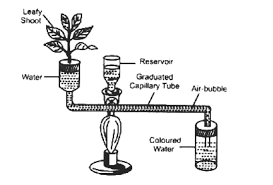 Leafy
Shoot
Reservoir
Water
Graduated
Capillary Tube
Air-bubble
Coloured
Water